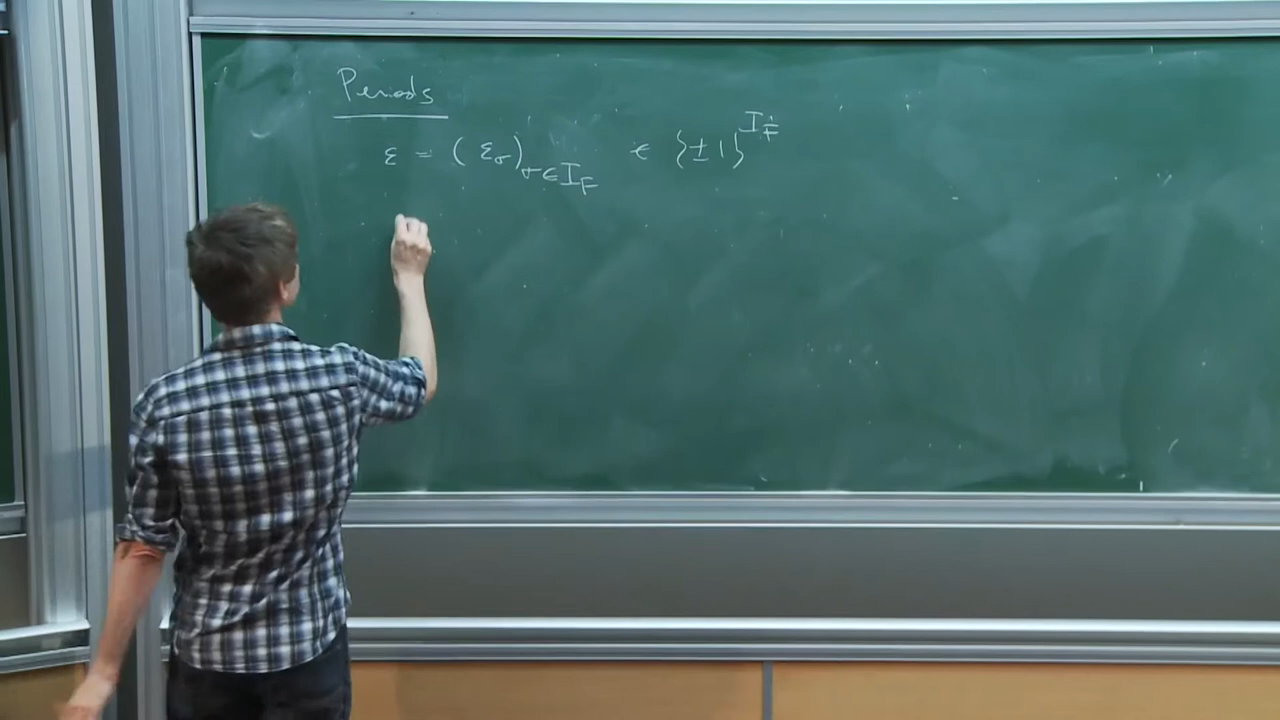 Periods
ε = (ε_σ)_{σ∈I_F} ∈ {±1}^{I_F}